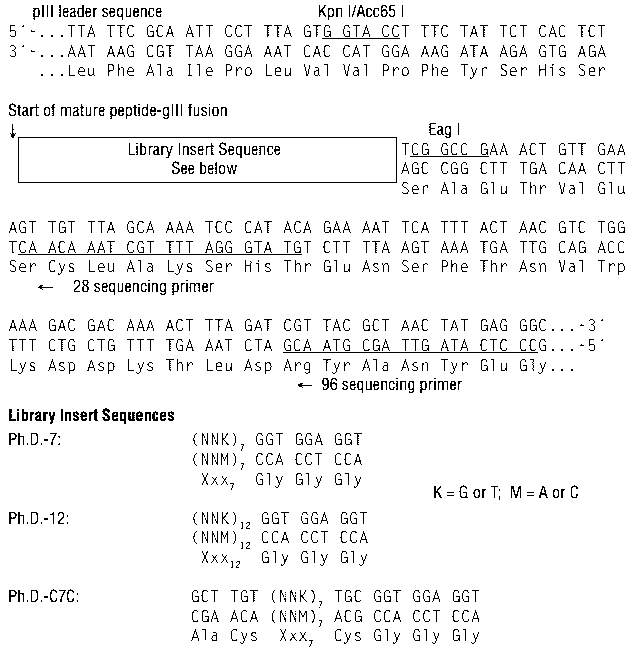 pIII leader sequence Kpn I/Acc65 I
5´-...TTA TTC GCA ATT CCT TTA GTG GTA CCT TTC TAT TCT CAC TCT
3´-...AAT AAG CGT TAA GGA AAT CAC CAT GGA AAG ATA AGA GTG AGA
...Leu Phe Ala Ile Pro Leu Val Val Pro Phe Tyr Ser His Ser
Start of mature peptide-gIII fusion
Eag I
Library Insert Sequence
See below
TCG GCC GAA ACT GTT GAA
AGC CGG CTT TGA CAA CTT
Ser Ala Glu Thr Val Glu
AGT TGT TTA GCA AAA TCC CAT ACA GAA AAT TCA TTT ACT AAC GTC TGG
TCA ACA AAT CGT TTT AGG GTA TGT CTT TTA AGT AAA TGA TTG CAG ACC
Ser Cys Leu Ala Lys Ser His Thr Glu Asn Ser Phe Thr Asn Val Trp
← 28 sequencing primer
AAA GAC GAC AAA ACT TTA GAT CGT TAC GCT AAC TAT GAG GGC...-3´
TTT CTG CTG TTT TGA AAT CTA GCA ATG CGA TTG ATA CTC CCG...-5´
Lys Asp Asp Lys Thr Leu Asp Arg Tyr Ala Asn Tyr Glu Gly...
← 96 sequencing primer
Library Insert Sequences
Ph.D.-7: (NNK)7 GGT GGA GGT
(NNM)7 CCA CCT CCA
Xxx7 Gly Gly Gly
K = G or T; M = A or C
Ph.D.-12: (NNK)12 GGT GGA GGT
(NNM)12 CCA CCT CCA
Xxx12 Gly Gly Gly
Ph.D.-C7C: GCT TGT (NNK)7 TGC GGT GGA GGT
CGA ACA (NNM)7 ACG CCA CCT CCA
Ala Cys Xxx7 Cys Gly Gly Gly